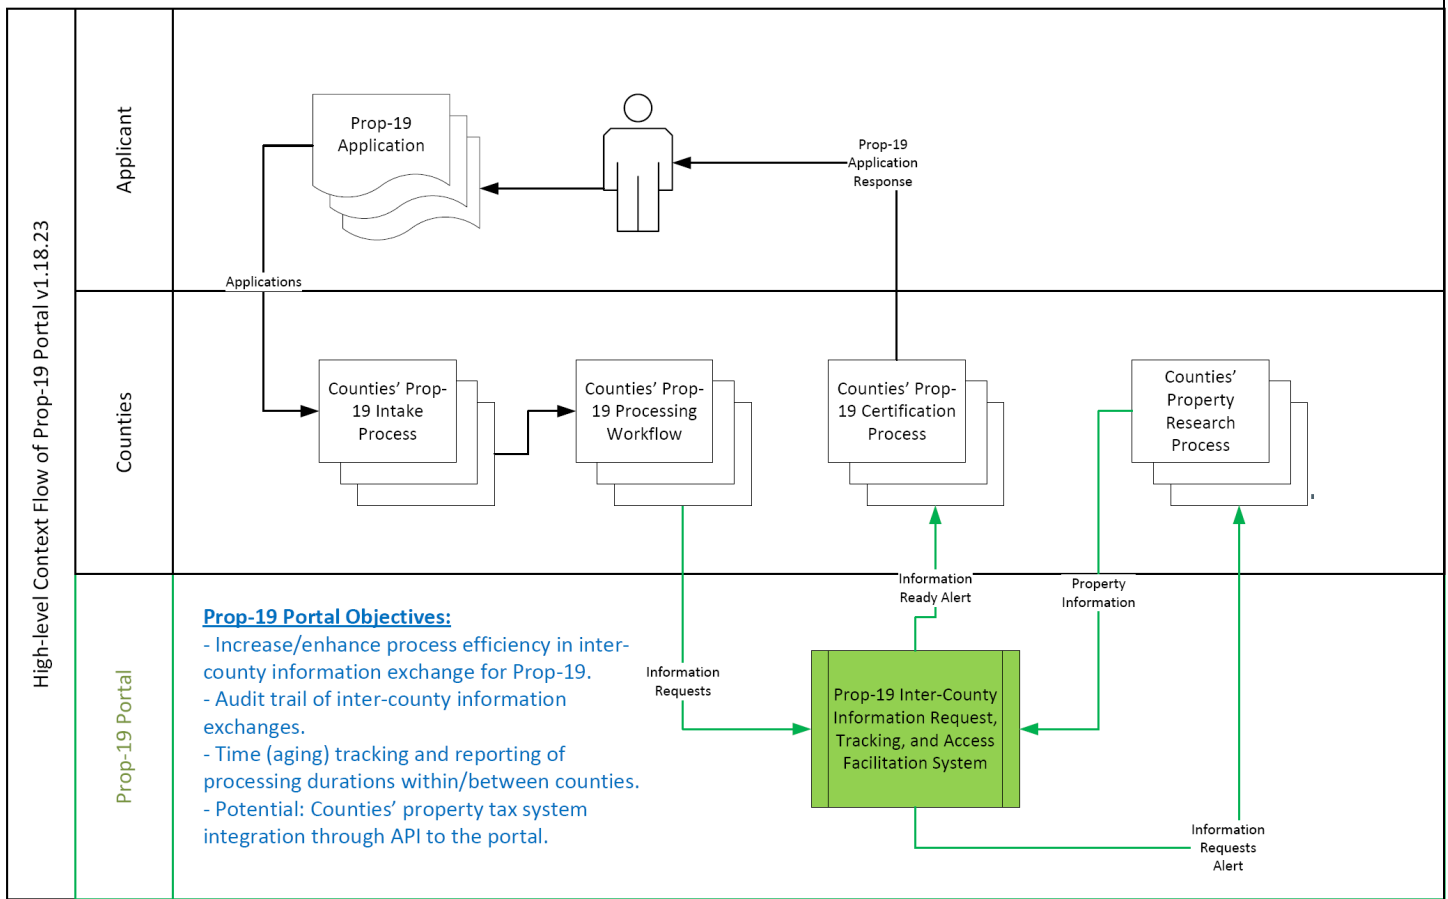 High-level Context Flow of Prop-19 Portal v1.18.23
Applicant
Prop-19
Application
Prop-19
Application
Response
Applications
Counties
Counties’ Prop-
19 Intake
Process
Counties’ Prop-
19 Processing
Workflow
Counties’ Prop-
19 Certification
Process
Counties’
Property
Research
Process
Information
Ready Alert
Property
Information
Prop-19 Portal
Prop-19 Portal Objectives:
- Increase/enhance process efficiency in inter-
county information exchange for Prop-19.
- Audit trail of inter-county information
exchanges.
- Time (aging) tracking and reporting of
processing durations within/between counties.
- Potential: Counties’ property tax system
integration through API to the portal.
Information
Requests
Prop-19 Inter-County
Information Request,
Tracking, and Access
Facilitation System
Information
Requests
Alert